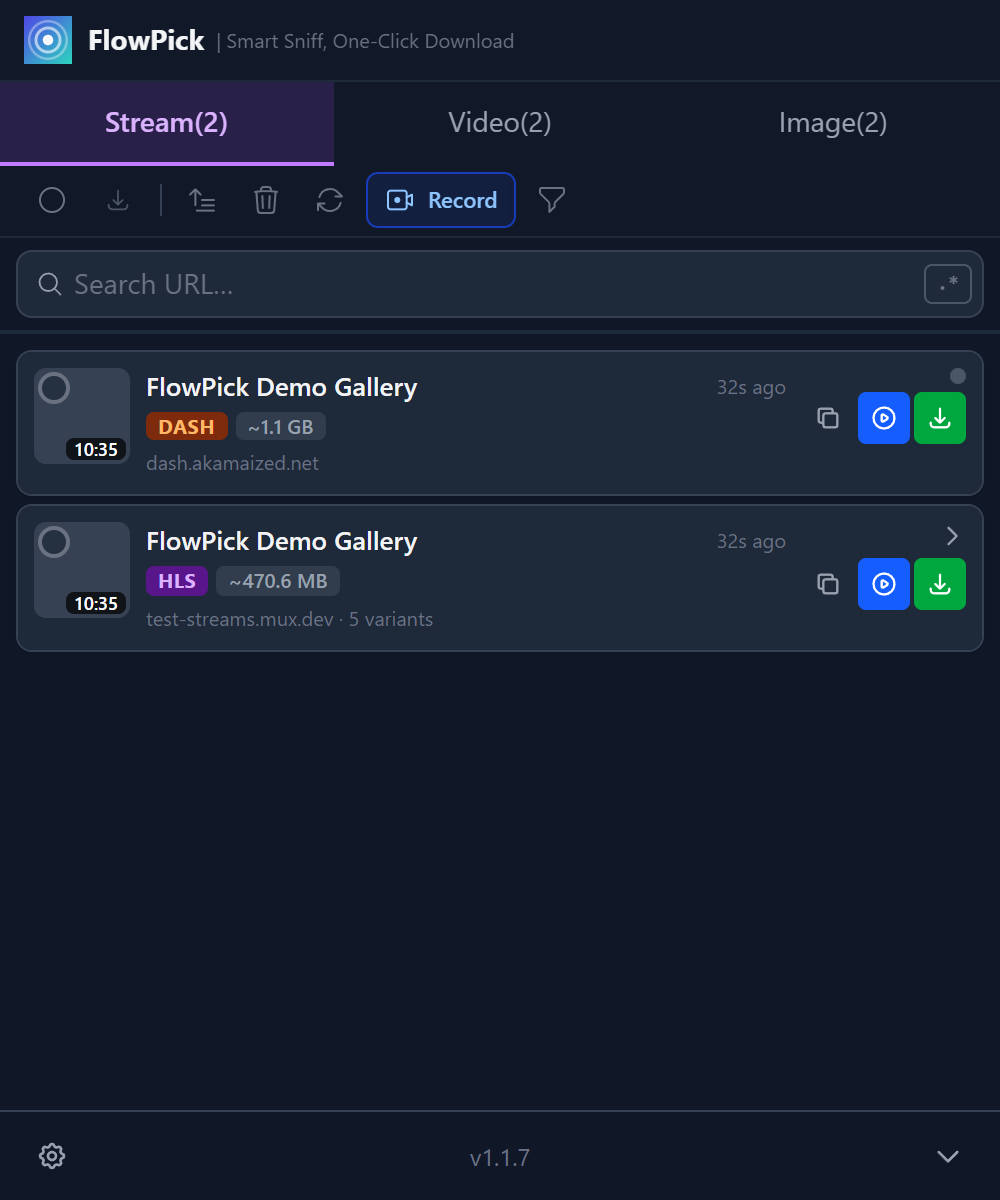 FlowPick | Smart Sniff, One-Click Download
Stream(2) Video(2) Image(2)
Record
Search URL... .*
FlowPick Demo Gallery 32s ago
DASH ~1.1 GB
10:35
dash.akamaized.net
FlowPick Demo Gallery 32s ago
HLS ~470.6 MB
10:35
test-streams.mux.dev · 5 variants
v1.1.7